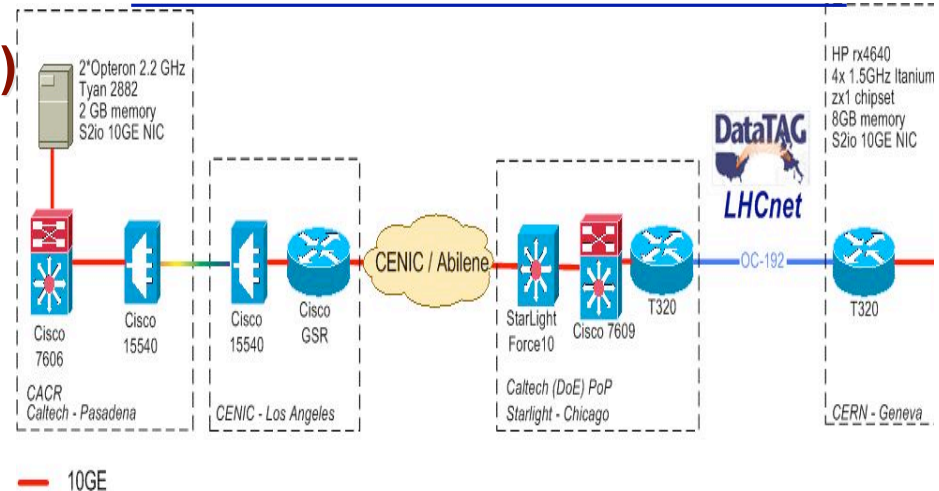 )
2*Opteron 2.2 GHz
Tyan 2882
2 GB memory
S2io 10GE NIC
Cisco
7606
Cisco
15540
CACR
Caltech - Pasadena
Cisco
15540
Cisco
GSR
CENIC - Los Angeles
CENIC / Abilene
StarLight
Force10
Cisco 7609
T320
Caltech (DoE) PoP
Starlight - Chicago
DataTAG
LHCnet
OC-192
HP rx4640
4x 1.5GHz Itanium
zx1 chipset
8GB memory
S2io 10GE NIC
T320
CERN - Geneva
10GE